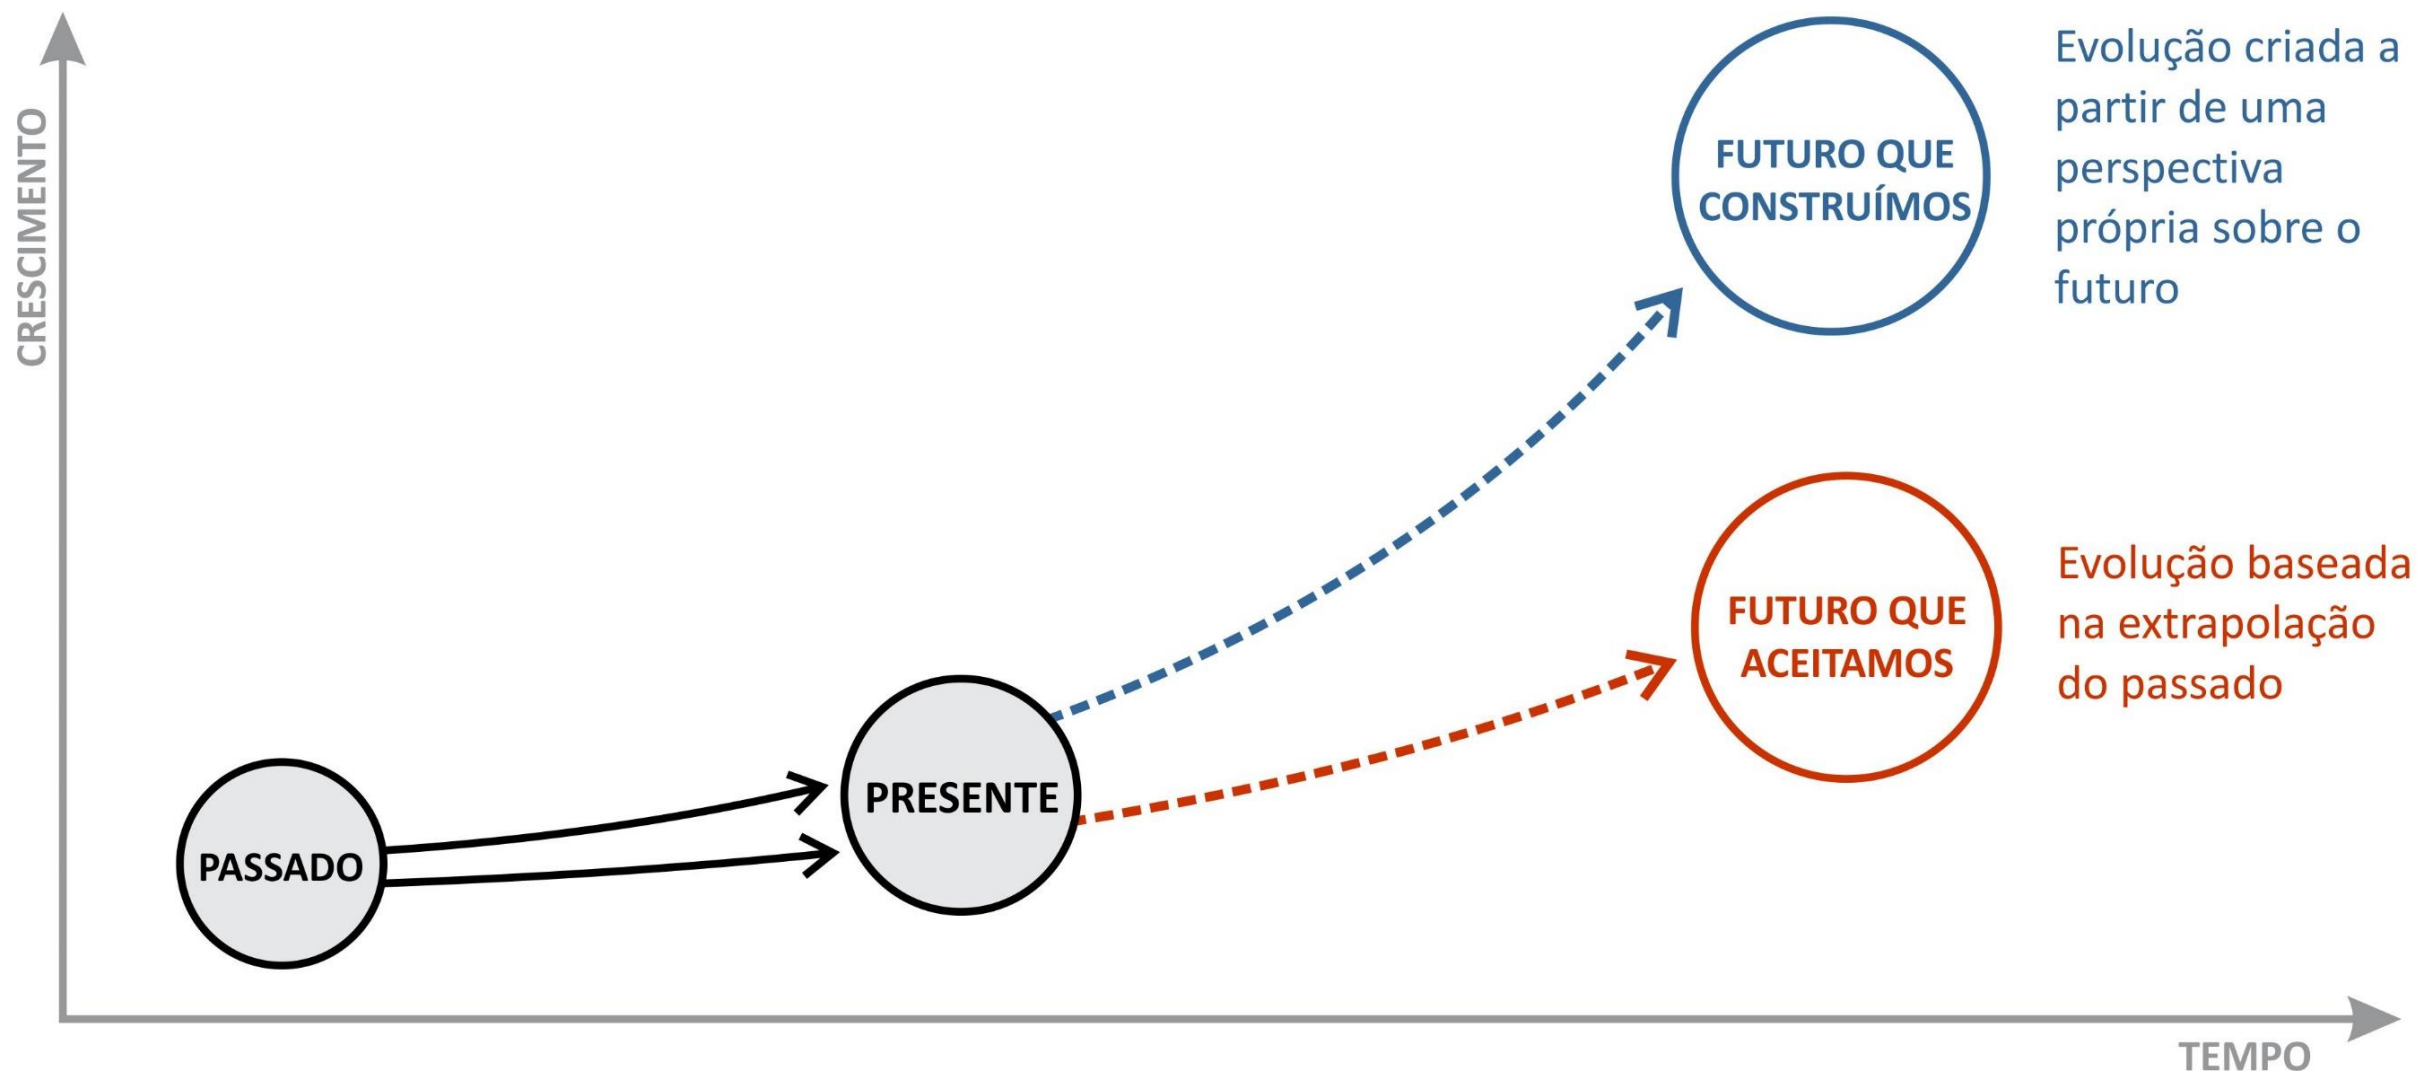 CRESCIMENTO
FUTURO QUE
CONSTRUÍMOS
Evolução criada a
partir de uma
perspectiva
própria sobre o
futuro
FUTURO QUE
ACEITAMOS
Evolução baseada
na extrapolação
do passado
PRESENTE
PASSADO
TEMPO